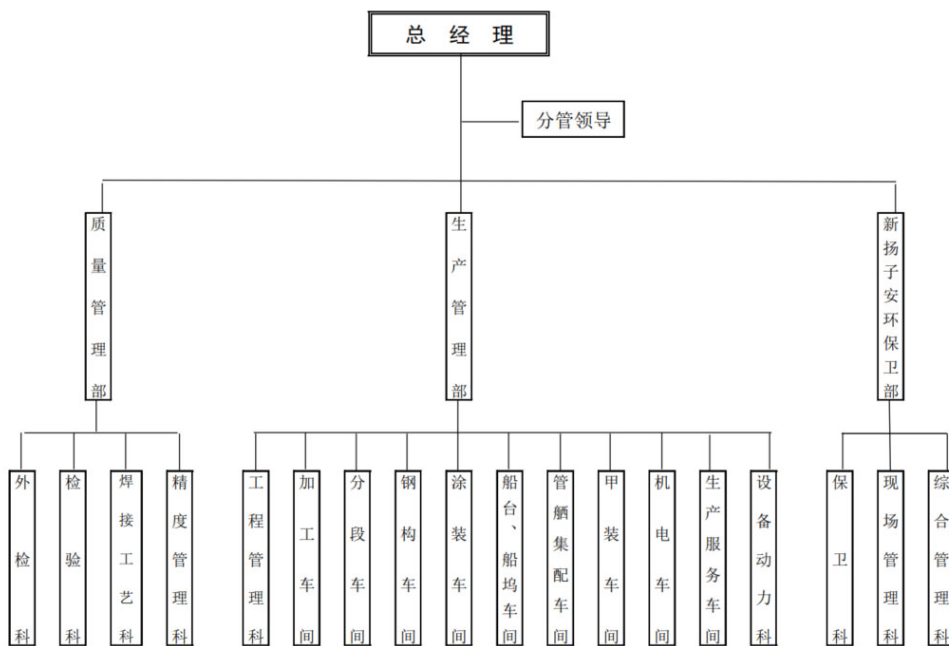 总经理
分管领导
质量管理部
生产管理部
新扬子安环保卫部
外检科
检验科
焊接工艺科
精度管理科
工程管理科
加工车间
分段车间
钢构车间
涂装车间
船台、船坞车间
管舾集配车间
甲装车间
机电车间
生产服务车间
设备动力科
保卫科
现场管理科
综合管理科